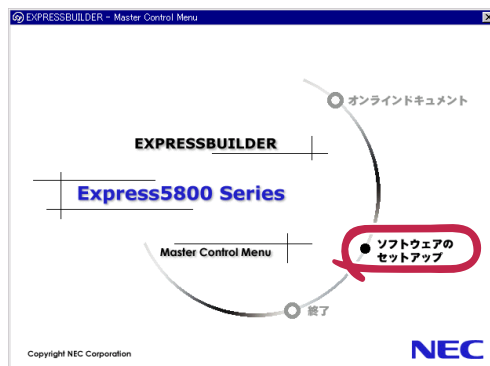 EXPRESSBUILDER - Master Control Menu
オンラインドキュメント
EXPRESSBUILDER
Express5800 Series
ソフトウェアの
セットアップ
Master Control Menu
終了
Copyright NEC Corporation
NEC